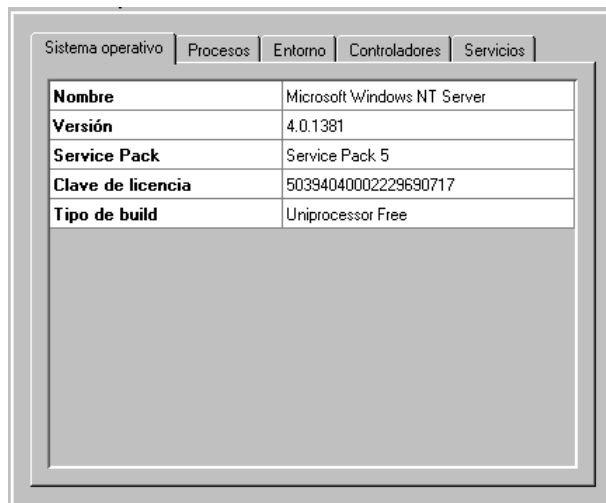 Sistema operativo Procesos Entorno Controladores Servicios
Nombre Microsoft Windows NT Server
Versión 4.0.1381
Service Pack Service Pack 5
Clave de licencia 50394040002229690717
Tipo de build Uniprocessor Free